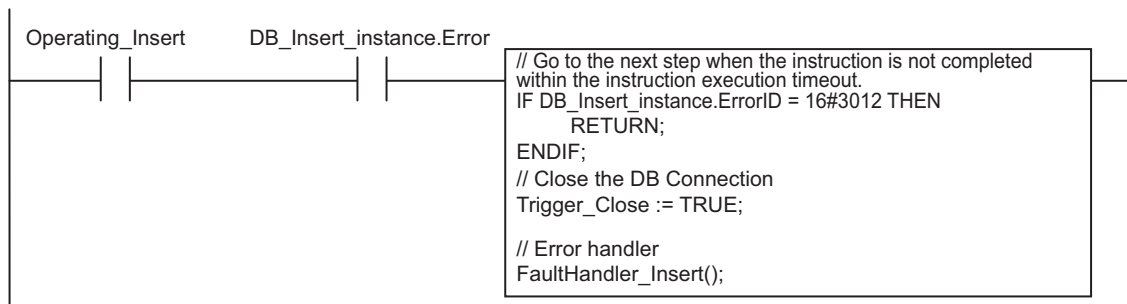 Operating_Insert DB_Insert_instance.Error
// Go to the next step when the instruction is not completed
within the instruction execution timeout.
IF DB_Insert_instance.ErrorID = 16#3012 THEN
RETURN;
ENDIF;
// Close the DB Connection
Trigger_Close := TRUE;
// Error handler
FaultHandler_Insert();